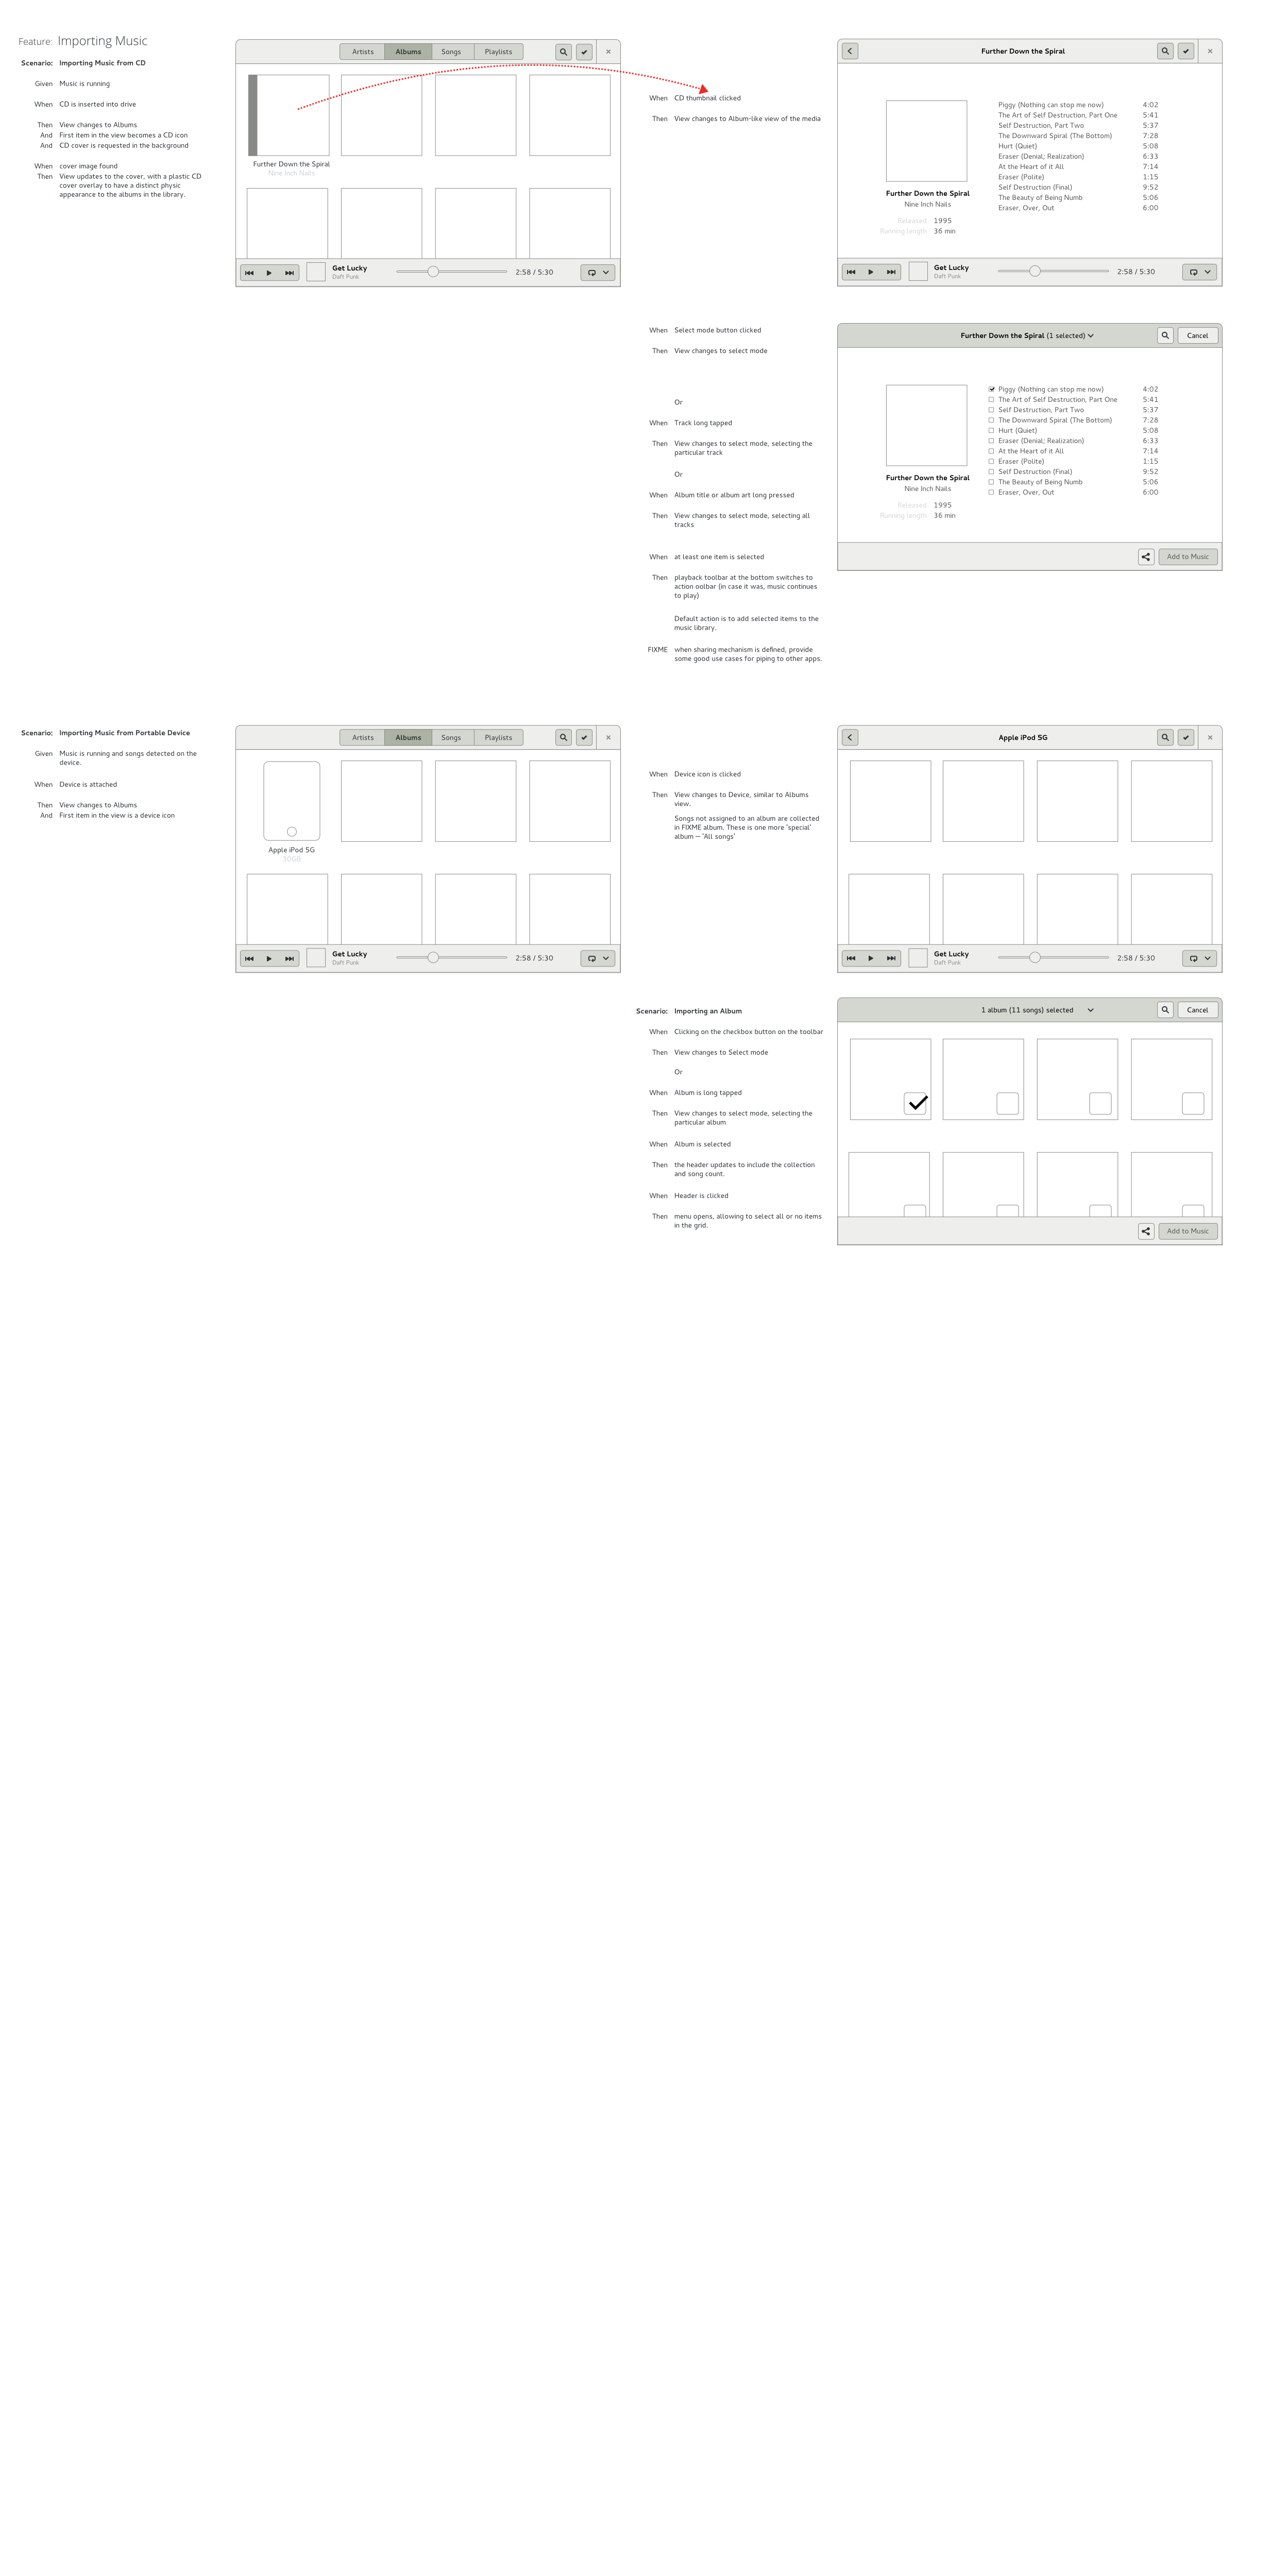 Feature: Importing Music
Scenario: Importing Music from CD
Given Music is running
When CD is inserted into drive
Then View changes to Albums
And First item in the view becomes a CD icon
And CD cover is requested in the background
When cover image found
Then View updates to the cover, with a plastic CD
cover overlay to have a distinct physic
appearance to the albums in the library.
Artists Albums Songs Playlists
Further Down the Spiral
Nine Inch Nails
Get Lucky
Daft Punk
2:58 / 5:30
When CD thumbnail clicked
Then View changes to Album-like view of the media
Further Down the Spiral
Piggy (Nothing can stop me now) 4:02
The Art of Self Destruction, Part One 5:41
Self Destruction, Part Two 5:37
The Downward Spiral (The Bottom) 7:28
Hurt (Quiet) 5:08
Eraser (Denial; Realization) 6:33
At the Heart of it All 7:14
Eraser (Polite) 1:15
Self Destruction (Final) 9:52
The Beauty of Being Numb 5:06
Eraser, Over, Out 6:00
Further Down the Spiral
Nine Inch Nails
Released 1995
Running length 36 min
Get Lucky
Daft Punk
2:58 / 5:30
When Select mode button clicked
Then View changes to select mode
Or
When Track long tapped
Then View changes to select mode, selecting the
particular track
Or
When Album title or album art long pressed
Then View changes to select mode, selecting all
tracks
When at least one item is selected
Then playback toolbar at the bottom switches to
action oolbar (in case it was, music continues
to play)
Default action is to add selected items to the
music library.
FIXME when sharing mechanism is defined, provide
some good use cases for piping to other apps.
Further Down the Spiral (1 selected)
Cancel
Piggy (Nothing can stop me now) 4:02
The Art of Self Destruction, Part One 5:41
Self Destruction, Part Two 5:37
The Downward Spiral (The Bottom) 7:28
Hurt (Quiet) 5:08
Eraser (Denial; Realization) 6:33
At the Heart of it All 7:14
Eraser (Polite) 1:15
Self Destruction (Final) 9:52
The Beauty of Being Numb 5:06
Eraser, Over, Out 6:00
Further Down the Spiral
Nine Inch Nails
Released 1995
Running length 36 min
Add to Music
Scenario: Importing Music from Portable Device
Given Music is running and songs detected on the
device.
When Device is attached
Then View changes to Albums
And First item in the view is a device icon
Artists Albums Songs Playlists
Apple iPod 5G
30GB
Get Lucky
Daft Punk
2:58 / 5:30
When Device icon is clicked
Then View changes to Device, similar to Albums
view.
Songs not assigned to an album are collected
in FIXME album. These is one more 'special'
album — 'All songs'
Apple iPod 5G
Get Lucky
Daft Punk
2:58 / 5:30
Scenario: Importing an Album
When Clicking on the checkbox button on the toolbar
Then View changes to Select mode
Or
When Album is long tapped
Then View changes to select mode, selecting the
particular album
When Album is selected
Then the header updates to include the collection
and song count.
When Header is clicked
Then menu opens, allowing to select all or no items
in the grid.
1 album (11 songs) selected
Cancel
Add to Music